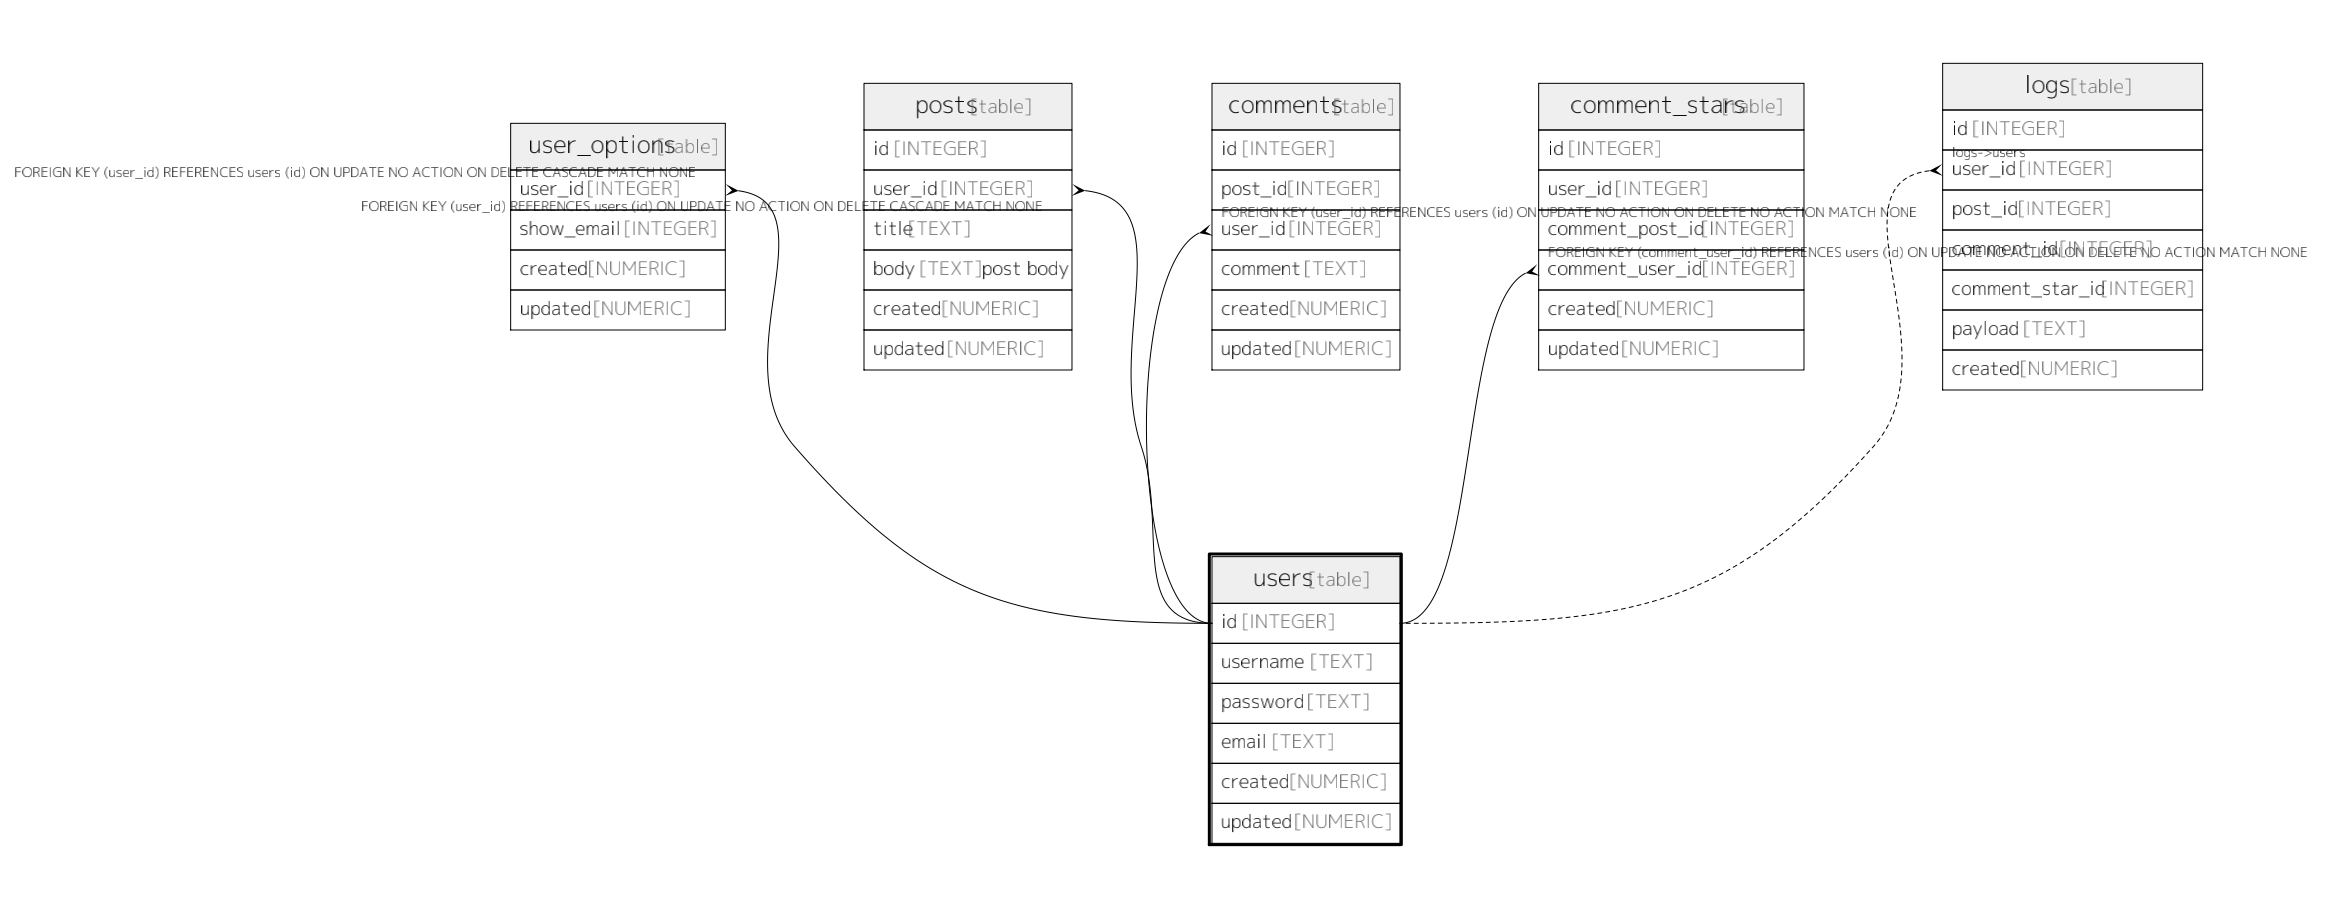 user_options [table]
FOREIGN KEY (user_id) REFERENCES users (id) ON UPDATE NO ACTION ON DELETE CASCADE MATCH NONE
user_id [INTEGER]
show_email [INTEGER]
created [NUMERIC]
updated [NUMERIC]
posts [table]
id [INTEGER]
user_id [INTEGER]
FOREIGN KEY (user_id) REFERENCES users (id) ON UPDATE NO ACTION ON DELETE CASCADE MATCH NONE
title [TEXT]
body [TEXT] post body
created [NUMERIC]
updated [NUMERIC]
comments [table]
id [INTEGER]
post_id [INTEGER]
FOREIGN KEY (user_id) REFERENCES users (id) ON UPDATE NO ACTION ON DELETE NO ACTION MATCH NONE
user_id [INTEGER]
comment [TEXT]
created [NUMERIC]
updated [NUMERIC]
comment_stars [table]
id [INTEGER]
user_id [INTEGER]
comment_post_id [INTEGER]
FOREIGN KEY (comment_user_id) REFERENCES users (id) ON UPDATE NO ACTION ON DELETE NO ACTION MATCH NONE
comment_user_id [INTEGER]
created [NUMERIC]
updated [NUMERIC]
logs [table]
id [INTEGER]
logs->users
user_id [INTEGER]
post_id [INTEGER]
comment_id [INTEGER]
comment_star_id [INTEGER]
payload [TEXT]
created [NUMERIC]
users [table]
id [INTEGER]
username [TEXT]
password [TEXT]
email [TEXT]
created [NUMERIC]
updated [NUMERIC]